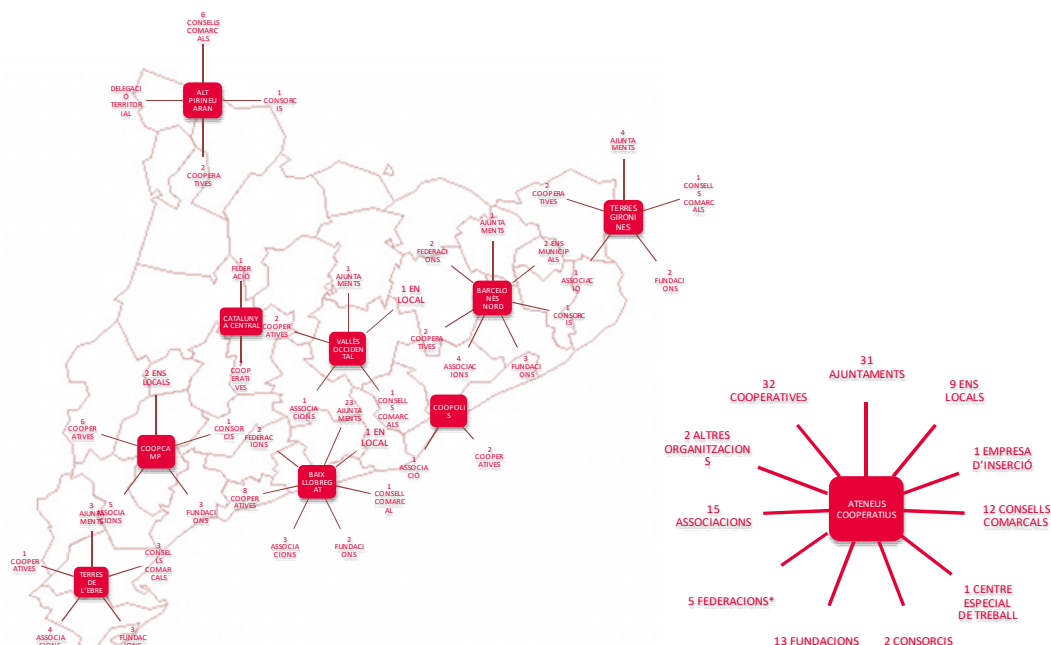 6
CONSELLS
COMARC
ALS
DELEGACI
Ó
TERRITOR
IAL
ALT
PIRINEU
ARAN
1
CONSORC
IS
2
COOPERA
TIVES
4
AJUNTA
MENTS
2
COOPERA
TIVES
1
CONSELL
S
COMARC
ALS
TERRES
GIRONI
NES
1
ASSOCIAC
IÓ
2
FUNDACI
ONS
1
AJUNTA
MENTS
2
FEDERACI
ONS
2 ENS
MUNICIP
ALS
BARCELO
NÈS
NORD
1
CONSORC
IS
2
COOPERA
TIVES
4
ASSOCIAC
IONS
3
FUNDACI
ONS
1
FEDER
ACIÓ
CATALUNY
A CENTRAL
7
COOP
ERATI
VES
1
AJUNTA
MENTS
1 EN
LOCAL
2
COOPER
ATIVES
VALLÈS
OCCIDEN
TAL
1
ASSOCIA
CIONS
1
CONSELL
S
COMARC
ALS
COOPOLI
S
1
ASSOCIA
CIÓ
2
COOPER
ATIVES
2 ENS
LOCALS
6
COOPER
ATIVES
1
CONSOR
CIS
COOPCA
MP
5
ASSOCIA
CIONS
3
FUNDACI
ONS
23
AJUNTA
MENTS
2
FEDERAC
IONS
1 EN
LOCAL
BAIX
LLOBREG
AT
8
COOPER
ATIVES
1
CONSELL
COMARC
AL
3
ASSOCIA
CIONS
2
FUNDACI
ONS
3
AJUNTA
MENTS
1
COOPER
ATIVES
3
CONSEL
LS
COMAR
CALS
TERRES
DE
L'EBRE
4
ASSOCIA
CIONS
3
FUNDAC
IONS
31
AJUNTAMENTS
32
COOPERATIVES
9 ENS
LOCALS
2 ALTRES
ORGANITZACION
S
1 EMPRESA
D'INSERCIÓ
ATENEUS
COOPERATIUS
15
ASSOCIACIONS
12 CONSELLS
COMARCALS
5 FEDERACIONS*
1 CENTRE
ESPECIAL
DE TREBALL
13 FUNDACIONS
2 CONSORCIS